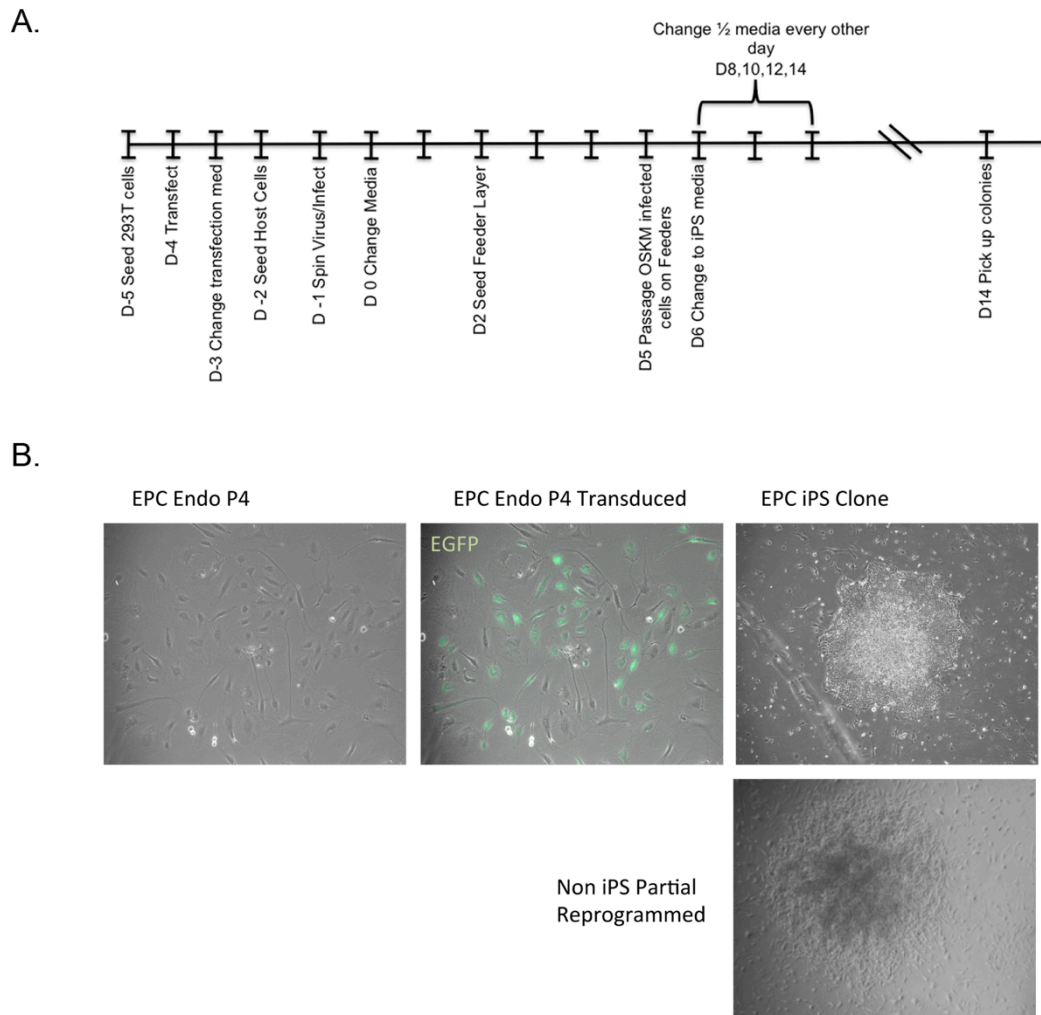 A.
Change ½ media every other
day
D8,10,12,14
D-5 Seed 293T cells
D-4 Transfect
D-3 Change transfection med
D -2 Seed Host Cells
D -1 Spin Virus/Infect
D 0 Change Media
D2 Seed Feeder Layer
D5 Passage OSKM infected
cells on Feeders
D6 Change to iPS media
D14 Pick up colonies
B.
EPC Endo P4
EPC Endo P4 Transduced
EPC iPS Clone
EGFP
Non iPS Partial
Reprogrammed